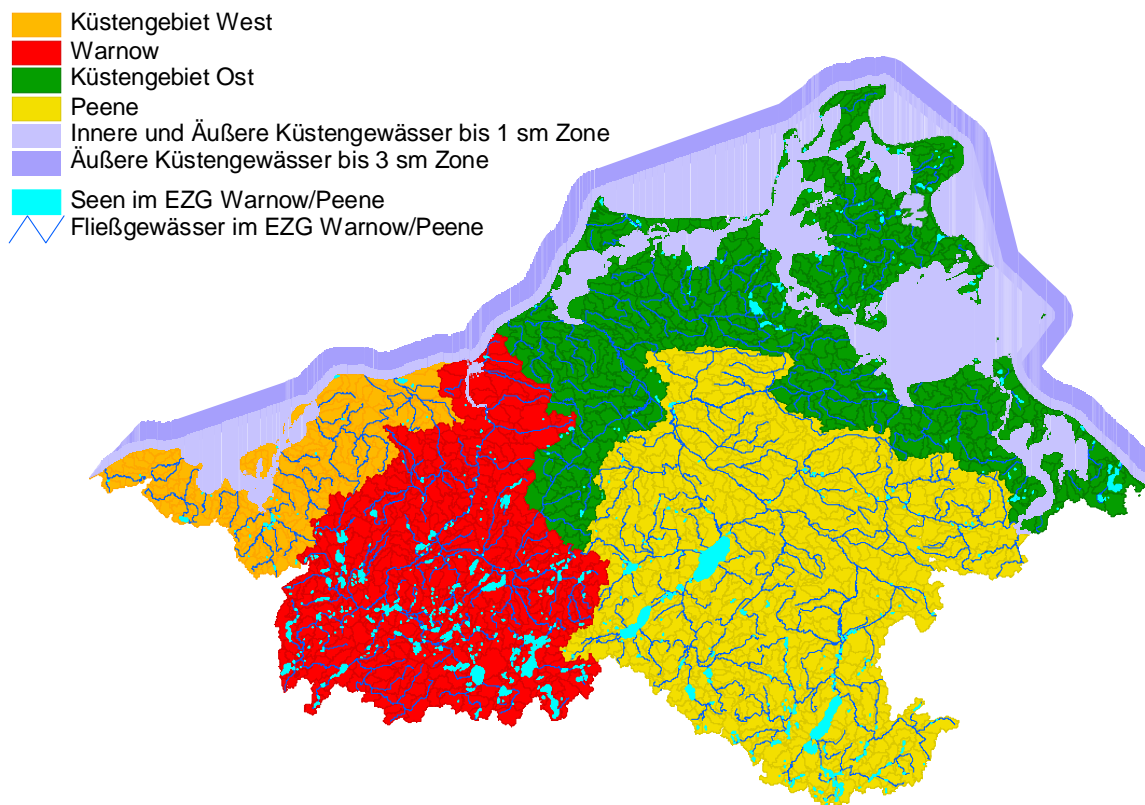 Küstengebiet West
Warnow
Küstengebiet Ost
Peene
Innere und Äußere Küstengewässer bis 1 sm Zone
Äußere Küstengewässer bis 3 sm Zone
Seen im EZG Warnow/Peene
Fließgewässer im EZG Warnow/Peene